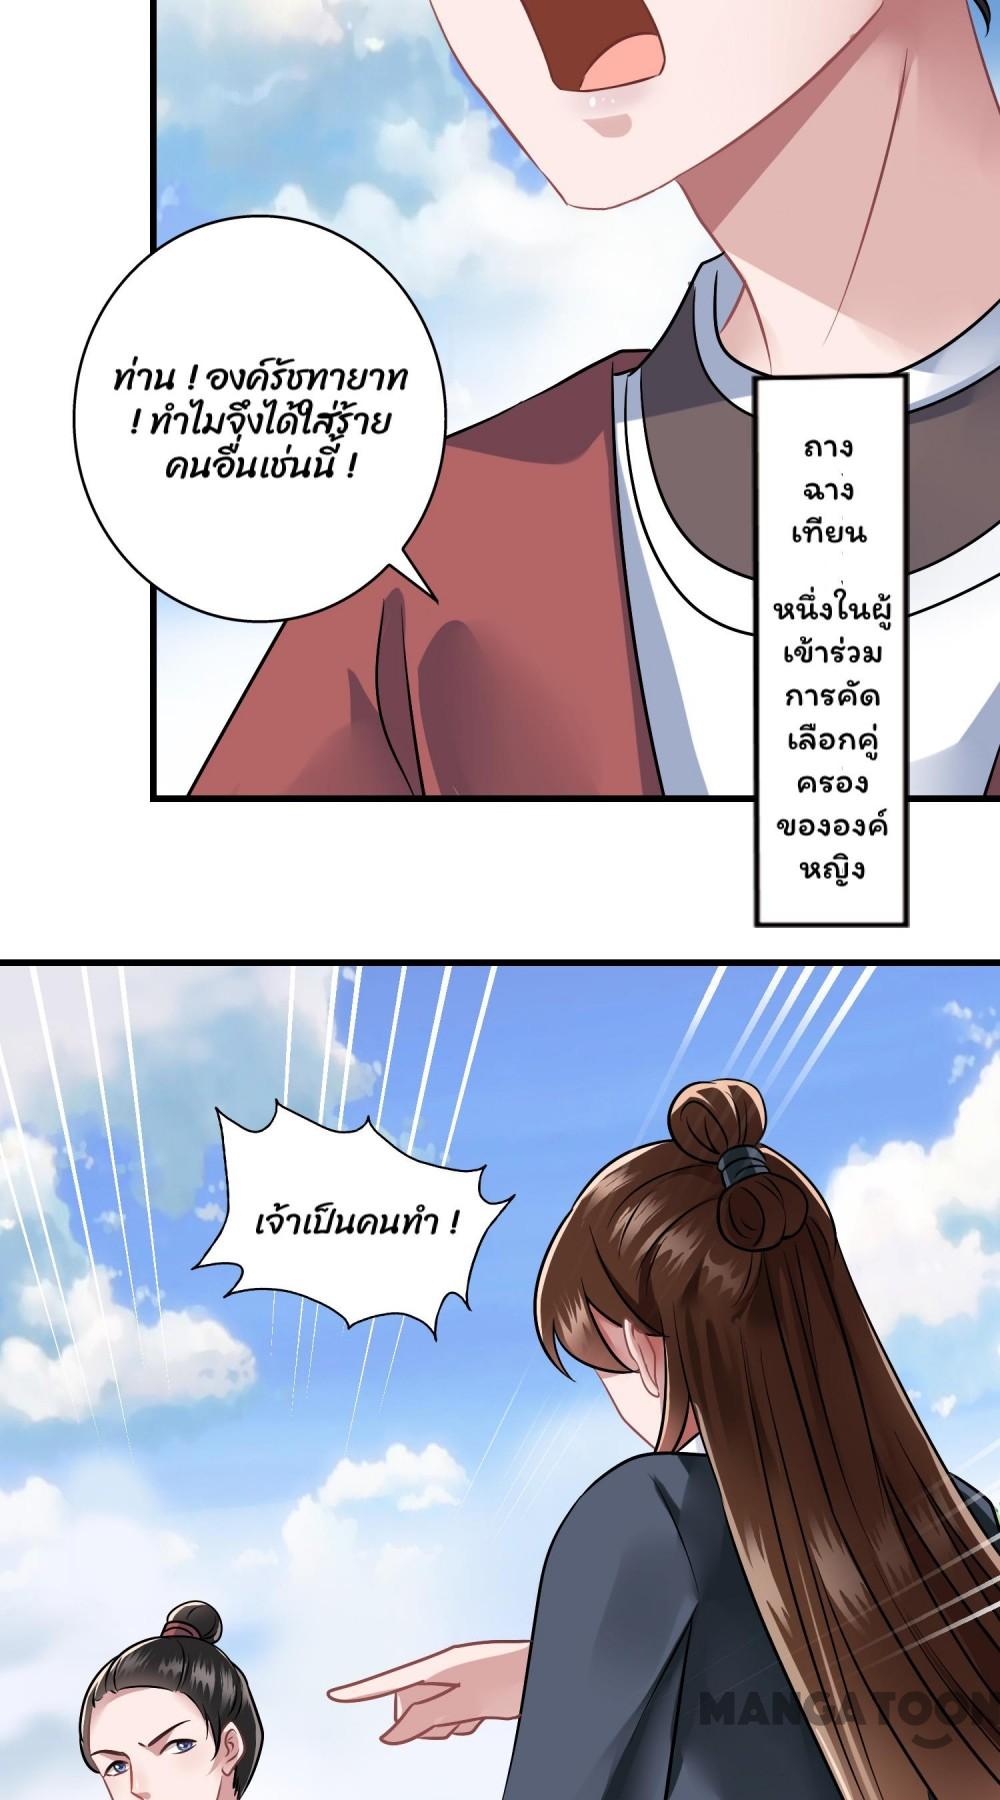 ท่าน ! องค์รัชทายาท
! ทำไมจึงได้ใส่ร้าย
คนอื่นเช่นนี้ !
ถาง
ฉาง
เทียน
หนึ่งในผู้
เข้าร่วม
การคัด
เลือกคู่
ครอง
ขององค์
หญิง
เจ้าเป็นคนทำ !
MANGATOON